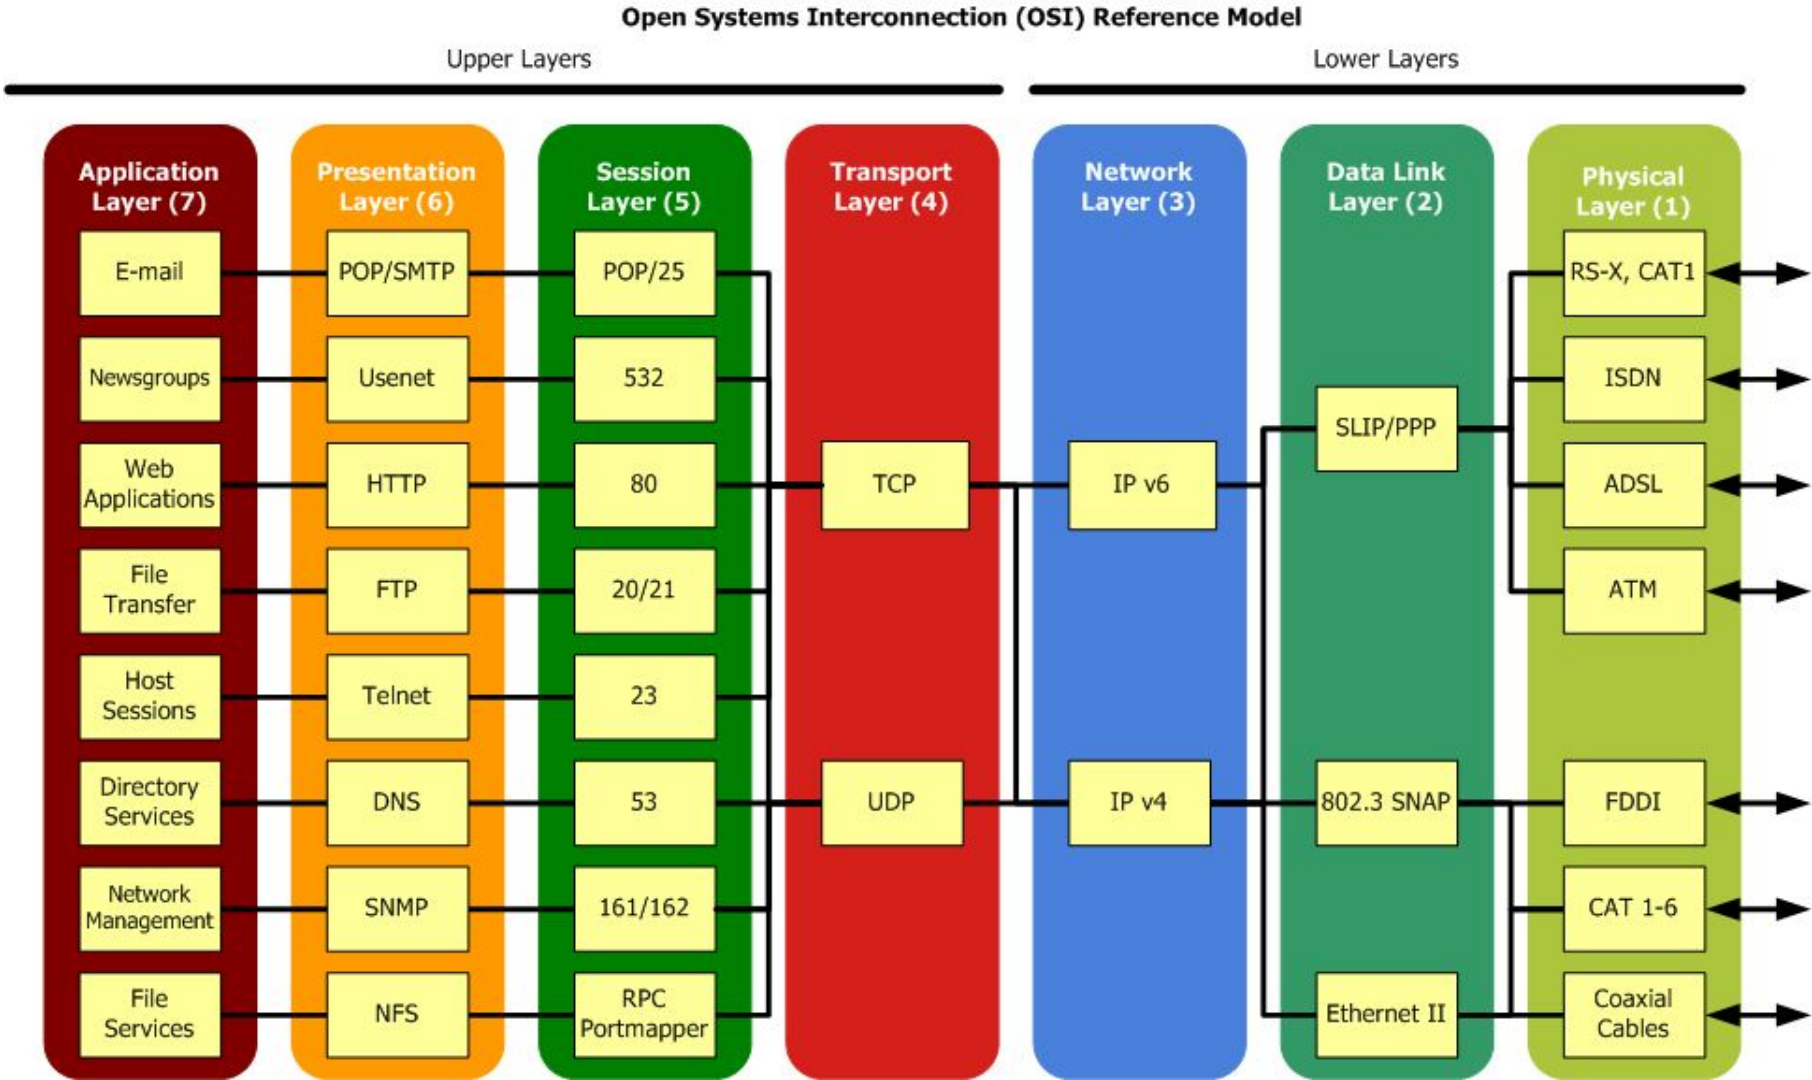 Open Systems Interconnection (OSI) Reference Model
Upper Layers
Lower Layers
Application
Layer (7)
Presentation
Layer (6)
Session
Layer (5)
Transport
Layer (4)
Network
Layer (3)
Data Link
Layer (2)
Physical
Layer (1)
E-mail
POP/SMTP
POP/25
RS-X, CAT1
Newsgroups
Usenet
532
ISDN
SLIP/PPP
Web
Applications
HTTP
80
TCP
IP v6
ADSL
File
Transfer
FTP
20/21
ATM
Host
Sessions
Telnet
23
Directory
Services
DNS
53
UDP
IP v4
802.3 SNAP
FDDI
Network
Management
SNMP
161/162
CAT 1-6
File
Services
NFS
RPC
Portmapper
Ethernet II
Coaxial
Cables